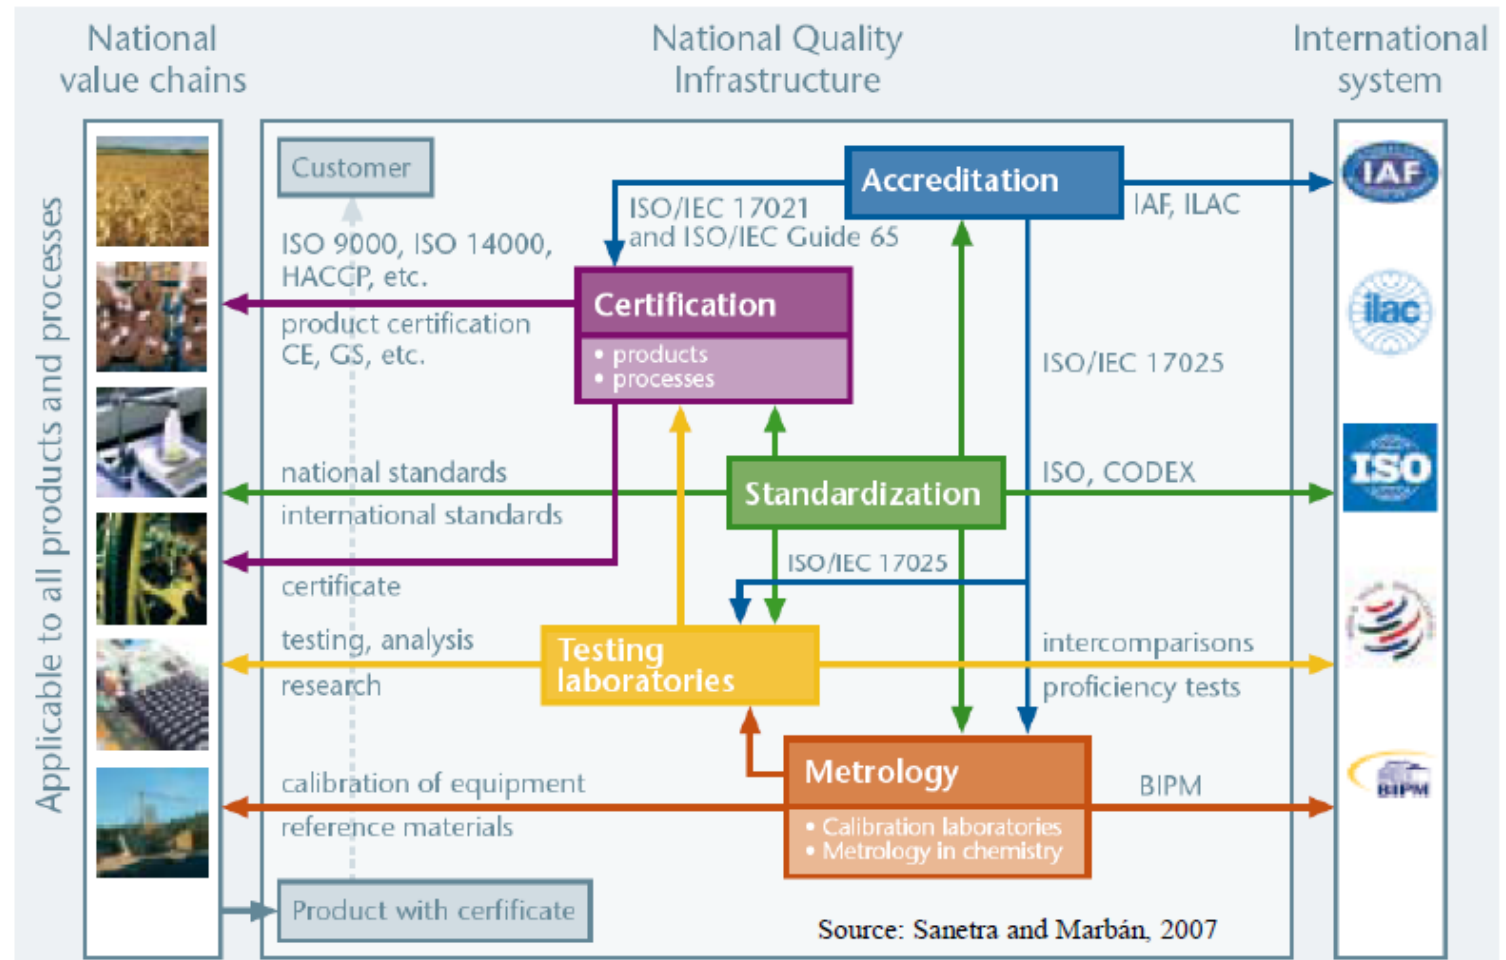 National
value chains
National Quality
Infrastructure
International
system
Applicable to all products and processes
Customer
Accreditation
IAF, ILAC
IAF
ISO/IEC 17021
and ISO/IEC Guide 65
ISO 9000, ISO 14000,
HACCP, etc.
product certification
CE, GS, etc.
Certification
• products
• processes
ISO/IEC 17025
ilac
national standards
international standards
Standardization
ISO, CODEX
ISO
certificate
ISO/IEC 17025
testing, analysis
research
Testing
laboratories
intercomparisons
proficiency tests
calibration of equipment
reference materials
Metrology
• Calibration laboratories
• Metrology in chemistry
BIPM
BIPM
Product with cerfificate
Source: Sanetra and Marbán, 2007